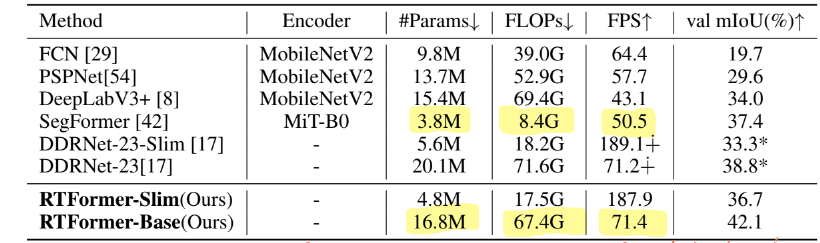 Method Encoder #Params↓ FLOPs↓ FPS↑ val mIoU(%)↑
FCN [29] MobileNetV2 9.8M 39.0G 64.4 19.7
PSPNet[54] MobileNetV2 13.7M 52.9G 57.7 29.6
DeepLabV3+ [8] MobileNetV2 15.4M 69.4G 43.1 34.0
SegFormer [42] MiT-B0 3.8M 8.4G 50.5 37.4
DDRNet-23-Slim [17] - 5.6M 18.2G 189.1∔ 33.3*
DDRNet-23[17] - 20.1M 71.6G 71.2∔ 38.8*
RTFormer-Slim(Ours) - 4.8M 17.5G 187.9 36.7
RTFormer-Base(Ours) - 16.8M 67.4G 71.4 42.1